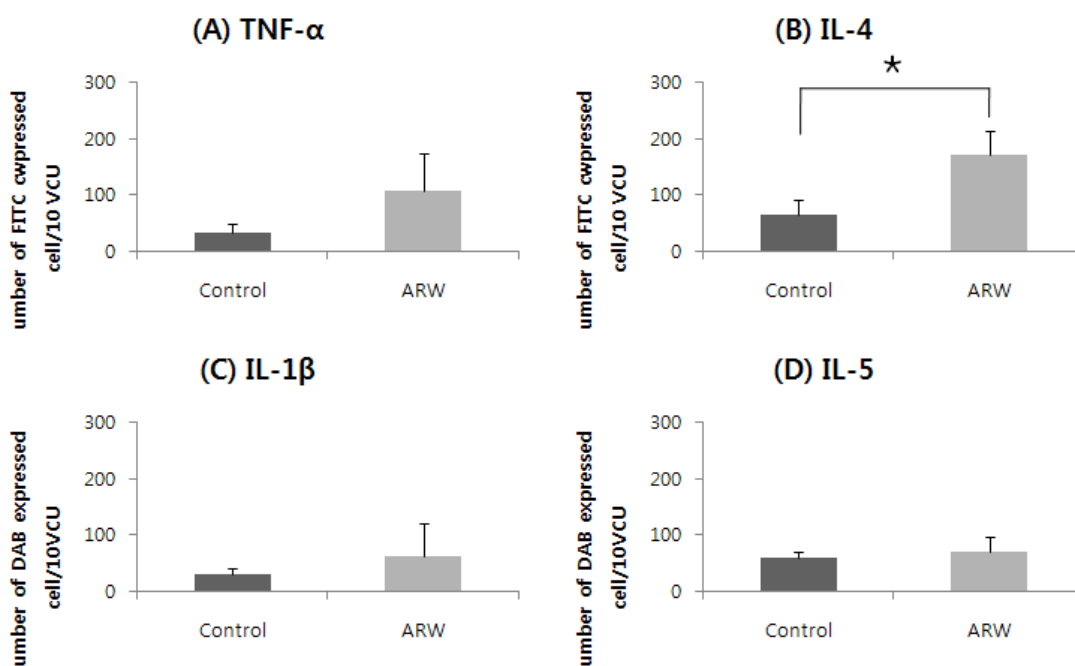 (A) TNF-α
umber of FITC cwpressed
cell/10 VCU
300
200
100
0
Control
ARW
(B) IL-4
umber of FITC cwpressed
cell/10 VCU
300
200
100
0
*
Control
ARW
(C) IL-1β
umber of DAB expressed
cell/10VCU
300
200
100
0
Control
ARW
(D) IL-5
umber of DAB expressed
cell/10VCU
300
200
100
0
Control
ARW